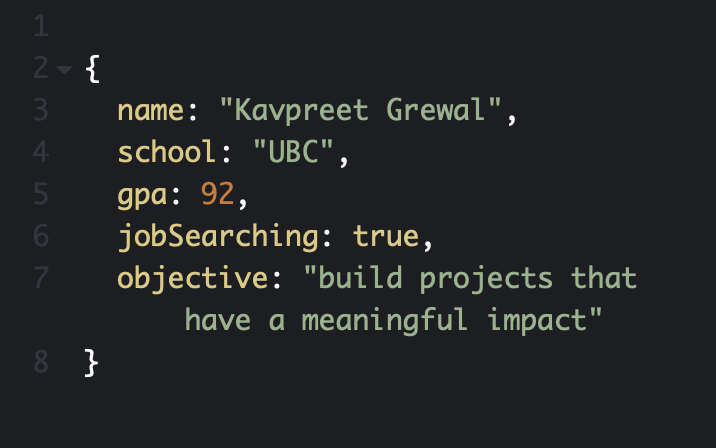 1
2 {
3 name: "Kavpreet Grewal",
4 school: "UBC",
5 gpa: 92,
6 jobSearching: true,
7 objective: "build projects that
have a meaningful impact"
8 }